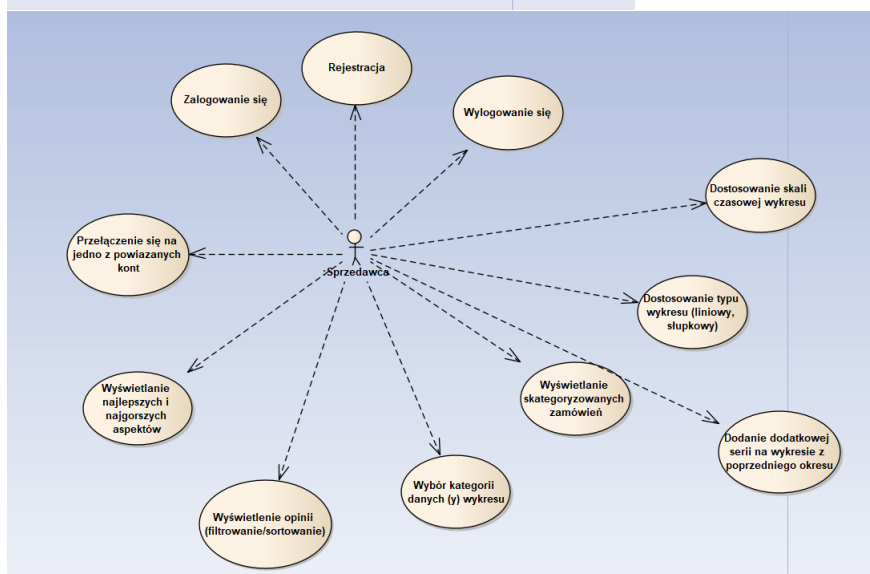 Rejestracja
Zalogowanie się
Wylogowanie się
Dostosowanie skali
czasowej wykresu
Przełączenie się na
jedno z powiazanych
kont
Sprzedawca
Dostosowanie typu
wykresu (liniowy,
słupkowy)
Wyświetlanie
najlepszych i
najgorszych
aspektów
Wyświetlanie
skategoryzowanych
zamówień
Dodanie dodatkowej
serii na wykresie z
poprzedniego okresu
Wybór kategorii
danych (y) wykresu
Wyświetlenie opinii
(filtrowanie/sortowanie)